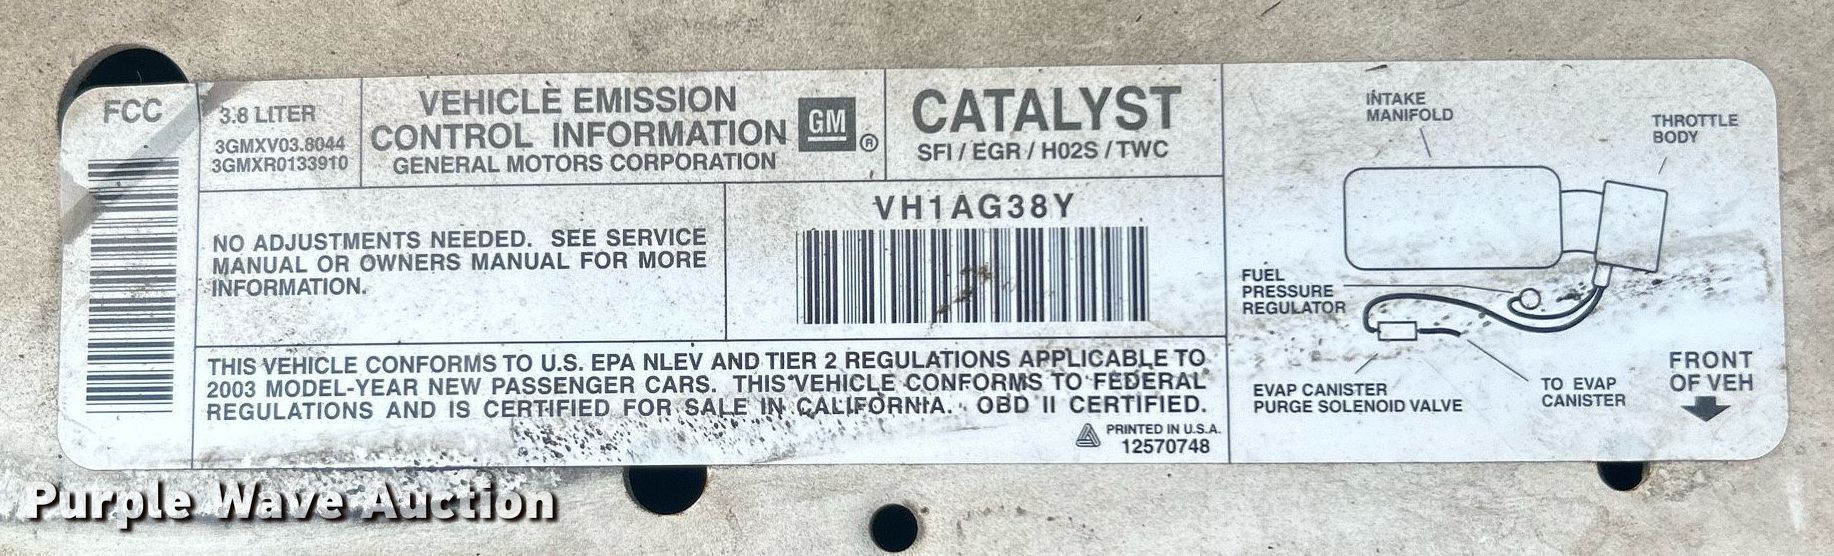 FCC
3.8 LITER
3GMXV03.8044
3GMXR0133910
VEHICLE EMISSION
CONTROL INFORMATION
GENERAL MOTORS CORPORATION
GM ®
CATALYST
SFI / EGR / H02S / TWC
NO ADJUSTMENTS NEEDED. SEE SERVICE
MANUAL OR OWNERS MANUAL FOR MORE
INFORMATION.
VH1AG38Y
THIS VEHICLE CONFORMS TO U.S. EPA NLEV AND TIER 2 REGULATIONS APPLICABLE TO
2003 MODEL-YEAR NEW PASSENGER CARS. THIS VEHICLE CONFORMS TO FEDERAL
REGULATIONS AND IS CERTIFIED FOR SALE IN CALIFORNIA. OBD II CERTIFIED.
PRINTED IN U.S.A.
12570748
INTAKE
MANIFOLD
THROTTLE
BODY
FUEL
PRESSURE
REGULATOR
EVAP CANISTER
PURGE SOLENOID VALVE
TO EVAP
CANISTER
FRONT
OF VEH
Purple Wave Auction